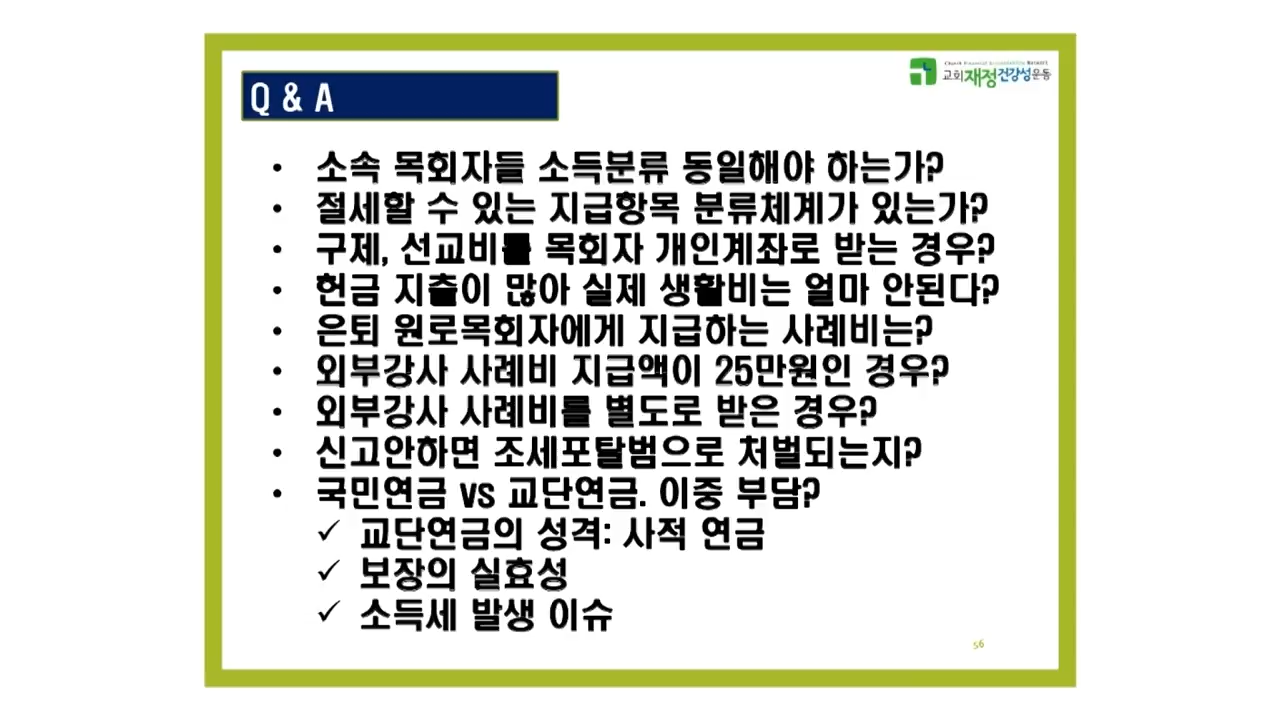 Q & A
교회재정건강성운동
• 소속 목회자들 소득분류 동일해야 하는가?
• 절세할 수 있는 지급항목 분류체계가 있는가?
• 구제, 선교비를 목회자 개인계좌로 받는 경우?
• 헌금 지출이 많아 실제 생활비는 얼마 안된다?
• 은퇴 원로목회자에게 지급하는 사례비는?
• 외부강사 사례비 지급액이 25만원인 경우?
• 외부강사 사례비를 별도로 받은 경우?
• 신고안하면 조세포탈범으로 처벌되는지?
• 국민연금 vs 교단연금. 이중 부담?
✓ 교단연금의 성격: 사적 연금
✓ 보장의 실효성
✓ 소득세 발생 이슈
56